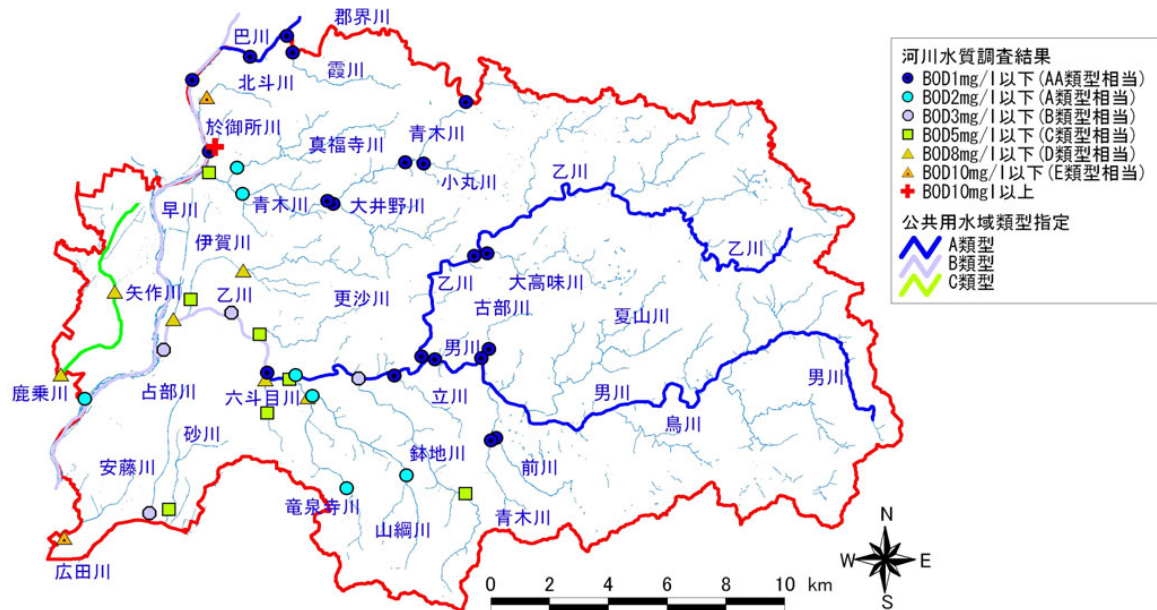 郡界川
巴川
北斗川
霞川
於御所川
真福寺川
青木川
小丸川
乙川
早川
青木川
大井野川
伊賀川
乙川
矢作川
乙川
更沙川
乙川
大高味川
古部川
夏山川
男川
鹿乗川
占部川
六斗目川
立川
男川
男川
鳥川
砂川
安藤川
鉢地川
前川
竜泉寺川
山綱川
青木川
広田川
河川水質調査結果
BOD1mg/l以下(AA類型相当)
BOD2mg/l以下(A類型相当)
BOD3mg/l以下(B類型相当)
BOD5mg/l以下(C類型相当)
BOD8mg/l以下(D類型相当)
BOD10mg/l以下(E類型相当)
BOD10mgl以上
公共用水域類型指定
A類型
B類型
C類型
N
W
E
S
0 2 4 6 8 10 km